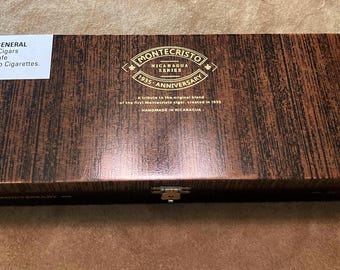 GENERAL
Cigars
afe
o Cigarettes.
MONTECRISTO
NICARAGUA
SERIES
1935 ANNIVERSARY
A tribute to the original blend
of the first Montecristo cigar, created in 1935
HANDMADE IN NICARAGUA